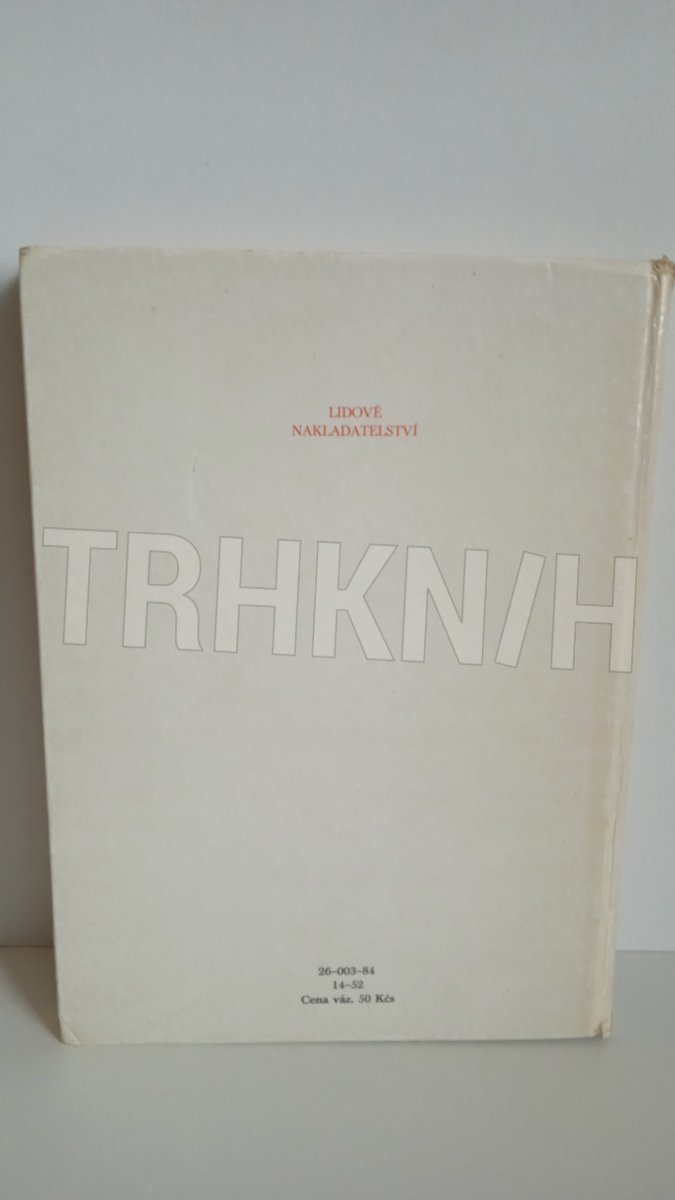 LIDOVÉ
NAKLADATELSTVÍ
TRHKN/H
26-003-84
14-52
Cena váz. 50 Kčs